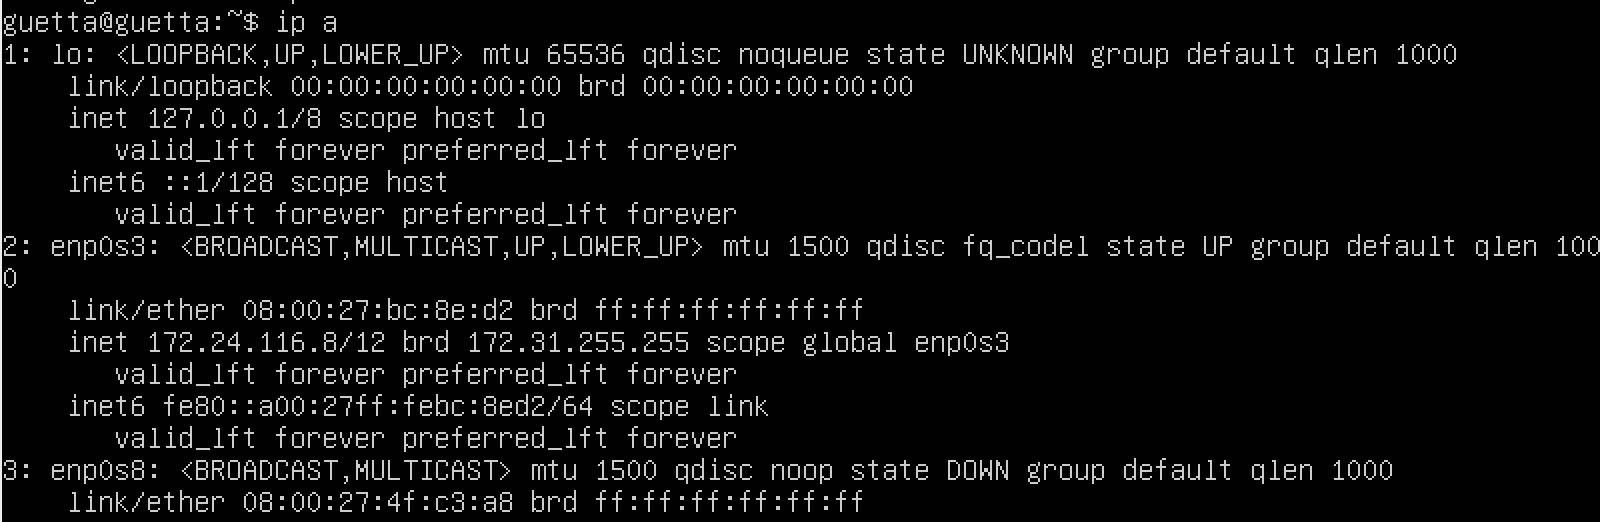 guetta@guetta:~$ ip a
1: lo: <LOOPBACK,UP,LOWER_UP> mtu 65536 qdisc noqueue state UNKNOWN group default qlen 1000
    link/loopback 00:00:00:00:00:00 brd 00:00:00:00:00:00
    inet 127.0.0.1/8 scope host lo
       valid_lft forever preferred_lft forever
    inet6 ::1/128 scope host
       valid_lft forever preferred_lft forever
2: enp0s3: <BROADCAST,MULTICAST,UP,LOWER_UP> mtu 1500 qdisc fq_codel state UP group default qlen 100
0
    link/ether 08:00:27:bc:8e:d2 brd ff:ff:ff:ff:ff:ff
    inet 172.24.116.8/12 brd 172.31.255.255 scope global enp0s3
       valid_lft forever preferred_lft forever
    inet6 fe80::a00:27ff:febc:8ed2/64 scope link
       valid_lft forever preferred_lft forever
3: enp0s8: <BROADCAST,MULTICAST> mtu 1500 qdisc noop state DOWN group default qlen 1000
    link/ether 08:00:27:4f:c3:a8 brd ff:ff:ff:ff:ff:ff